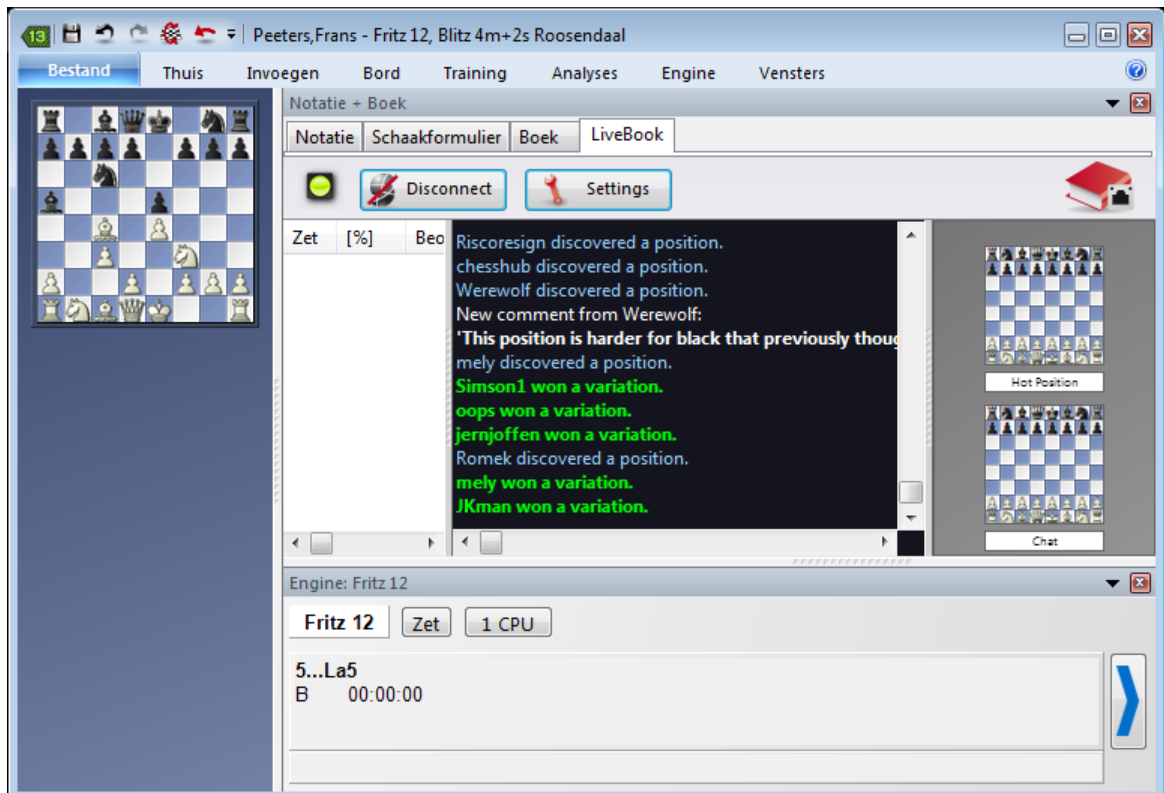 13
Peeters,Frans - Fritz 12, Blitz 4m+2s Roosendaal
Bestand Thuis Invoegen Bord Training Analyses Engine Vensters
Notatie + Boek
Notatie Schaakformulier Boek LiveBook
Disconnect Settings
Zet [%] Beo
Riscoresign discovered a position.
chesshub discovered a position.
Werewolf discovered a position.
New comment from Werewolf:
'This position is harder for black that previously thoug
mely discovered a position.
Simson1 won a variation.
oops won a variation.
jernjoffen won a variation.
Romek discovered a position.
mely won a variation.
JKman won a variation.
Hot Position
Chat
Engine: Fritz 12
Fritz 12 Zet 1 CPU
5...La5
B 00:00:00